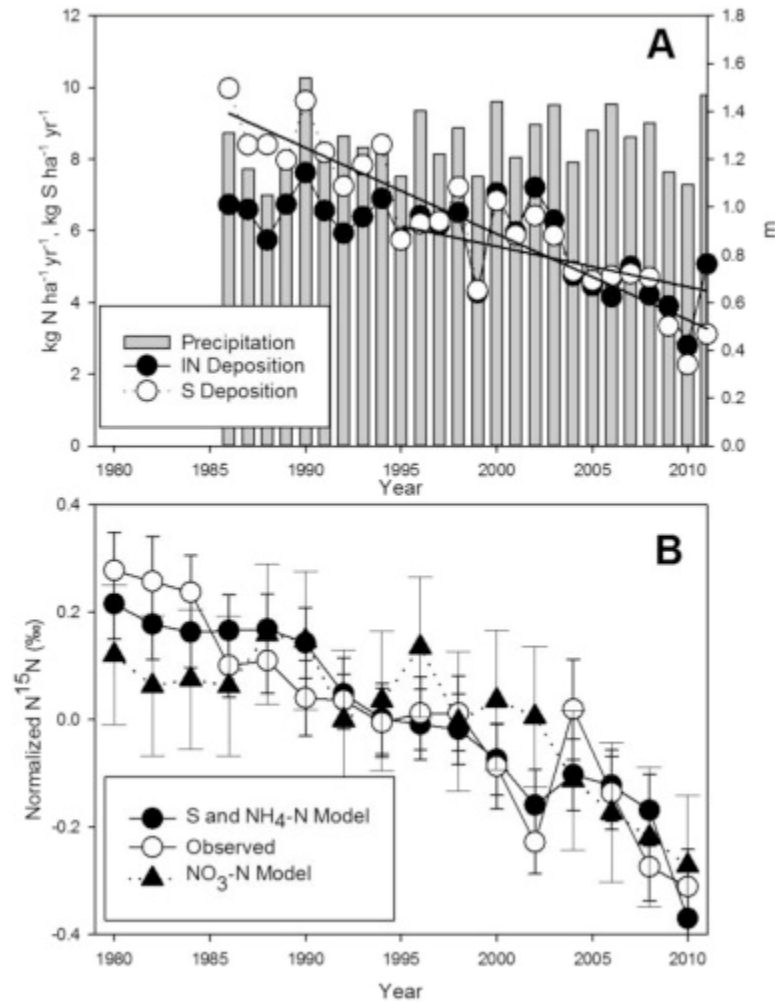 A
12
10
8
6
4
2
0
kg N ha⁻¹ yr⁻¹, kg S ha⁻¹ yr⁻¹
1.8
1.6
1.4
1.2
1.0
0.8
0.6
0.4
0.2
0.0
m
Precipitation
IN Deposition
S Deposition
1980 1985 1990 1995 2000 2005 2010
Year
B
0.4
0.2
0.0
-0.2
-0.4
Normalized N¹⁵N (‰)
S and NH₄-N Model
Observed
NO₃-N Model
1980 1985 1990 1995 2000 2005 2010
Year